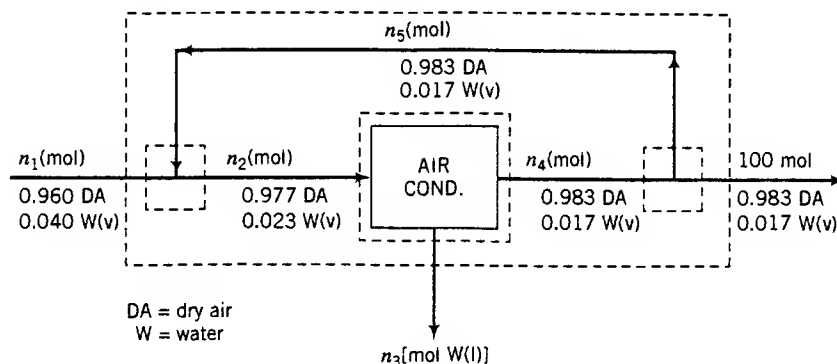 n5(mol)
0.983 DA
0.017 W(v)
n1(mol)
0.960 DA
0.040 W(v)
n2(mol)
0.977 DA
0.023 W(v)
AIR
COND.
n4(mol)
0.983 DA
0.017 W(v)
100 mol
0.983 DA
0.017 W(v)
DA = dry air
W = water
n3[mol W(l)]